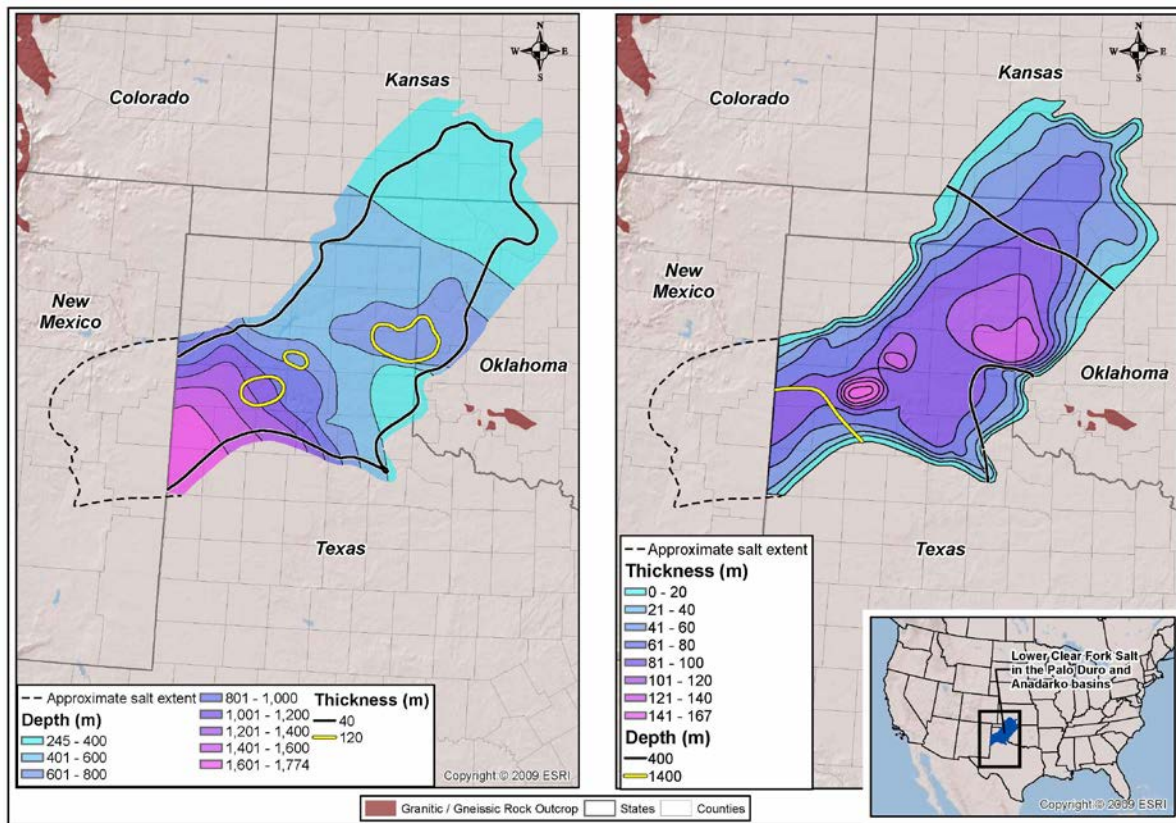 N
W E
S
Kansas
Colorado
New
Mexico
Oklahoma
Texas
Approximate salt extent
Depth (m)
245 - 400
401 - 600
601 - 800
801 - 1,000
1,001 - 1,200
1,201 - 1,400
1,401 - 1,600
1,601 - 1,774
Thickness (m)
40
120
Copyright © 2009 ESRI
N
W E
S
Kansas
Colorado
New
Mexico
Oklahoma
Texas
Approximate salt extent
Thickness (m)
0 - 20
21 - 40
41 - 60
61 - 80
81 - 100
101 - 120
121 - 140
141 - 167
Depth (m)
400
1400
Lower Clear Fork Salt
in the Palo Duro and
Anadarko basins
Copyright © 2009 ESRI
Granitic / Gneissic Rock Outcrop
States
Counties